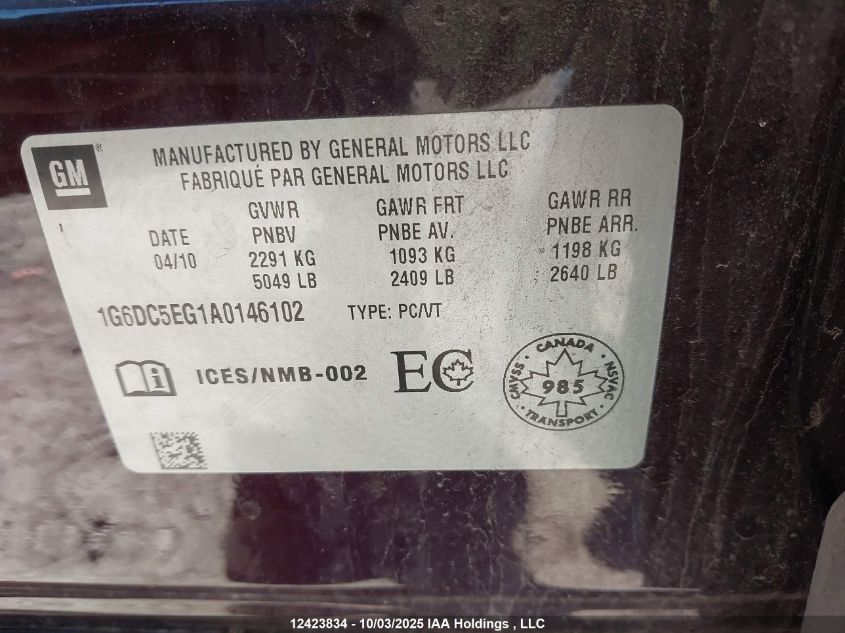 GM®
MANUFACTURED BY GENERAL MOTORS LLC
FABRIQUÉ PAR GENERAL MOTORS LLC
DATE
04/10
GVWR
PNBV
2291 KG
5049 LB
GAWR FRT
PNBE AV.
1093 KG
2409 LB
GAWR RR
PNBE ARR.
1198 KG
2640 LB
1G6DC5EG1A0146102 TYPE: PC/VT
i ICES/NMB-002 EC
CANADA
CMVSS 985 NSVAC
TRANSPORT
12423834 - 10/03/2025 IAA Holdings , LLC